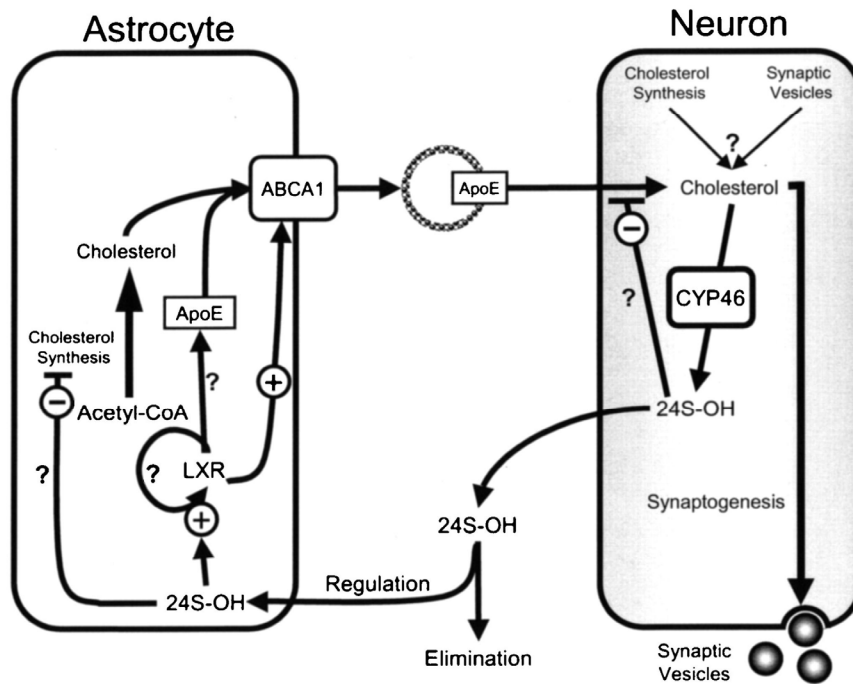 Astrocyte
Neuron
Cholesterol
Synthesis
Synaptic
Vesicles
?
ABCA1
ApoE
Cholesterol
−
?
CYP46
Cholesterol
ApoE
Cholesterol
Synthesis
?
+
−
Acetyl-CoA
24S-OH
?
?
LXR
+
Synaptogenesis
24S-OH
24S-OH
Regulation
Elimination
Synaptic
Vesicles